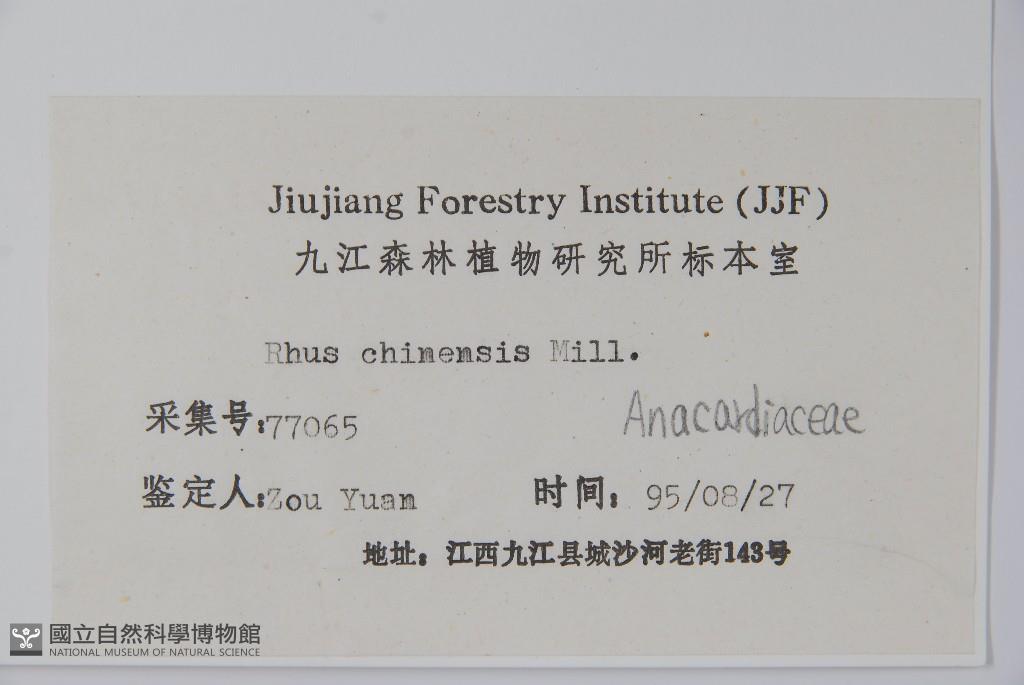 Jiujiang Forestry Institute (JJF)
九江森林植物研究所标本室
Rhus chinensis Mill.
采集号:77065
Anacardiaceae
鉴定人:Zou Yuan 时间: 95/08/27
地址: 江西九江县城沙河老街143号
國立自然科學博物館
NATIONAL MUSEUM OF NATURAL SCIENCE